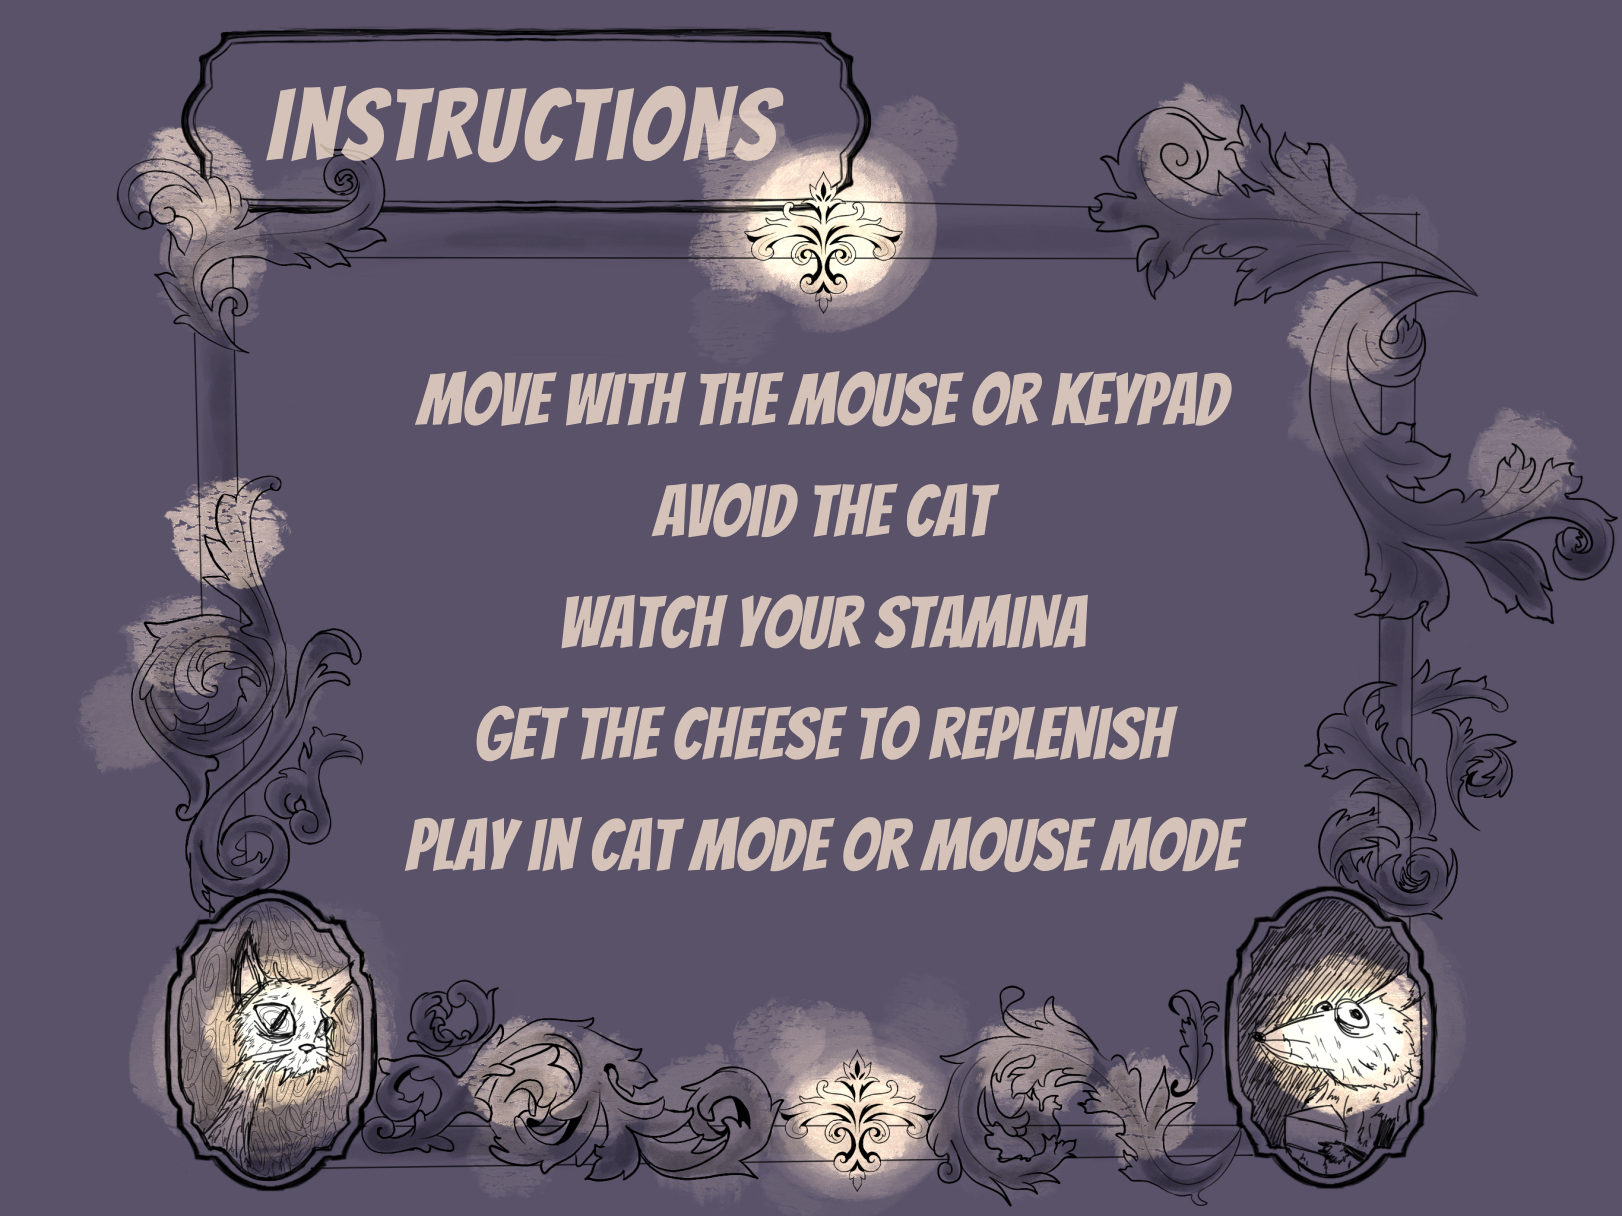 INSTRUCTIONS
MOVE WITH THE MOUSE OR KEYPAD
AVOID THE CAT
WATCH YOUR STAMINA
GET THE CHEESE TO REPLENISH
PLAY IN CAT MODE OR MOUSE MODE